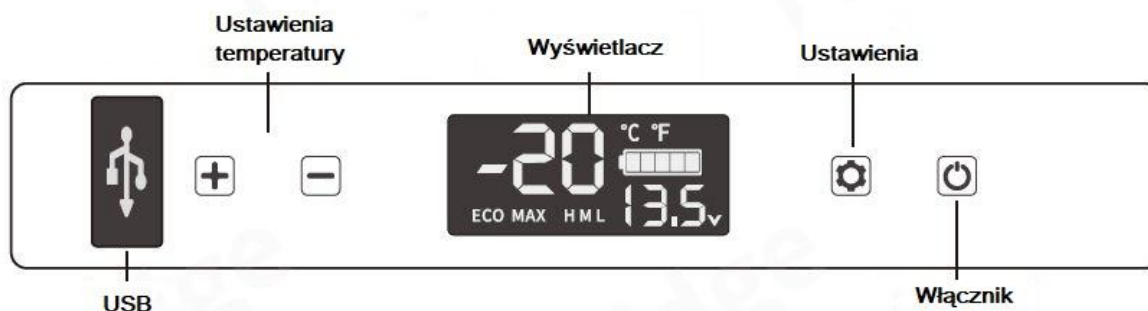 Ustawienia
temperatury
Wyświetlacz
Ustawienia
-20 °C °F
ECO MAX H M L 13.5v
USB
Włącznik